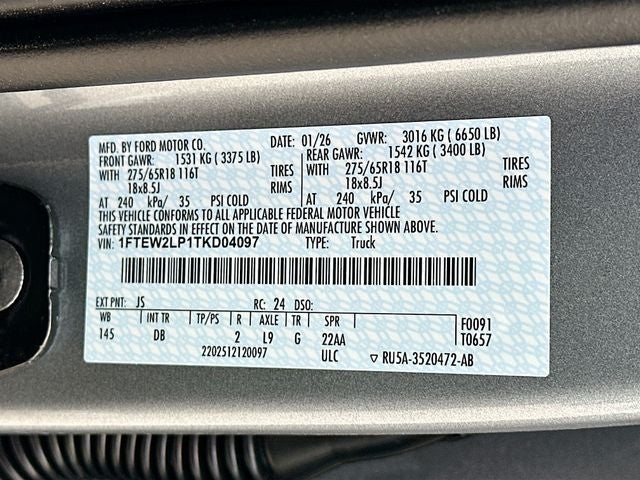 MFD. BY FORD MOTOR CO. DATE: 01/26 GVWR: 3016 KG ( 6650 LB)
FRONT GAWR: 1531 KG ( 3375 LB) REAR GAWR: 1542 KG ( 3400 LB)
WITH 275/65R18 116T TIRES WITH 275/65R18 116T TIRES
18x8.5J RIMS 18x8.5J RIMS
AT 240 kPa/ 35 PSI COLD AT 240 kPa/ 35 PSI COLD
THIS VEHICLE CONFORMS TO ALL APPLICABLE FEDERAL MOTOR VEHICLE
SAFETY STANDARDS IN EFFECT ON THE DATE OF MANUFACTURE SHOWN ABOVE.
VIN: 1FTEW2LP1TKD04097 TYPE: Truck
EXT PNT: JS RC: 24 DSO:
WB INT TR TP/PS R AXLE TR SPR F0091
145 DB 2 L9 G 22AA T0657
2202512120097 ULC ▽ RU5A-3520472-AB